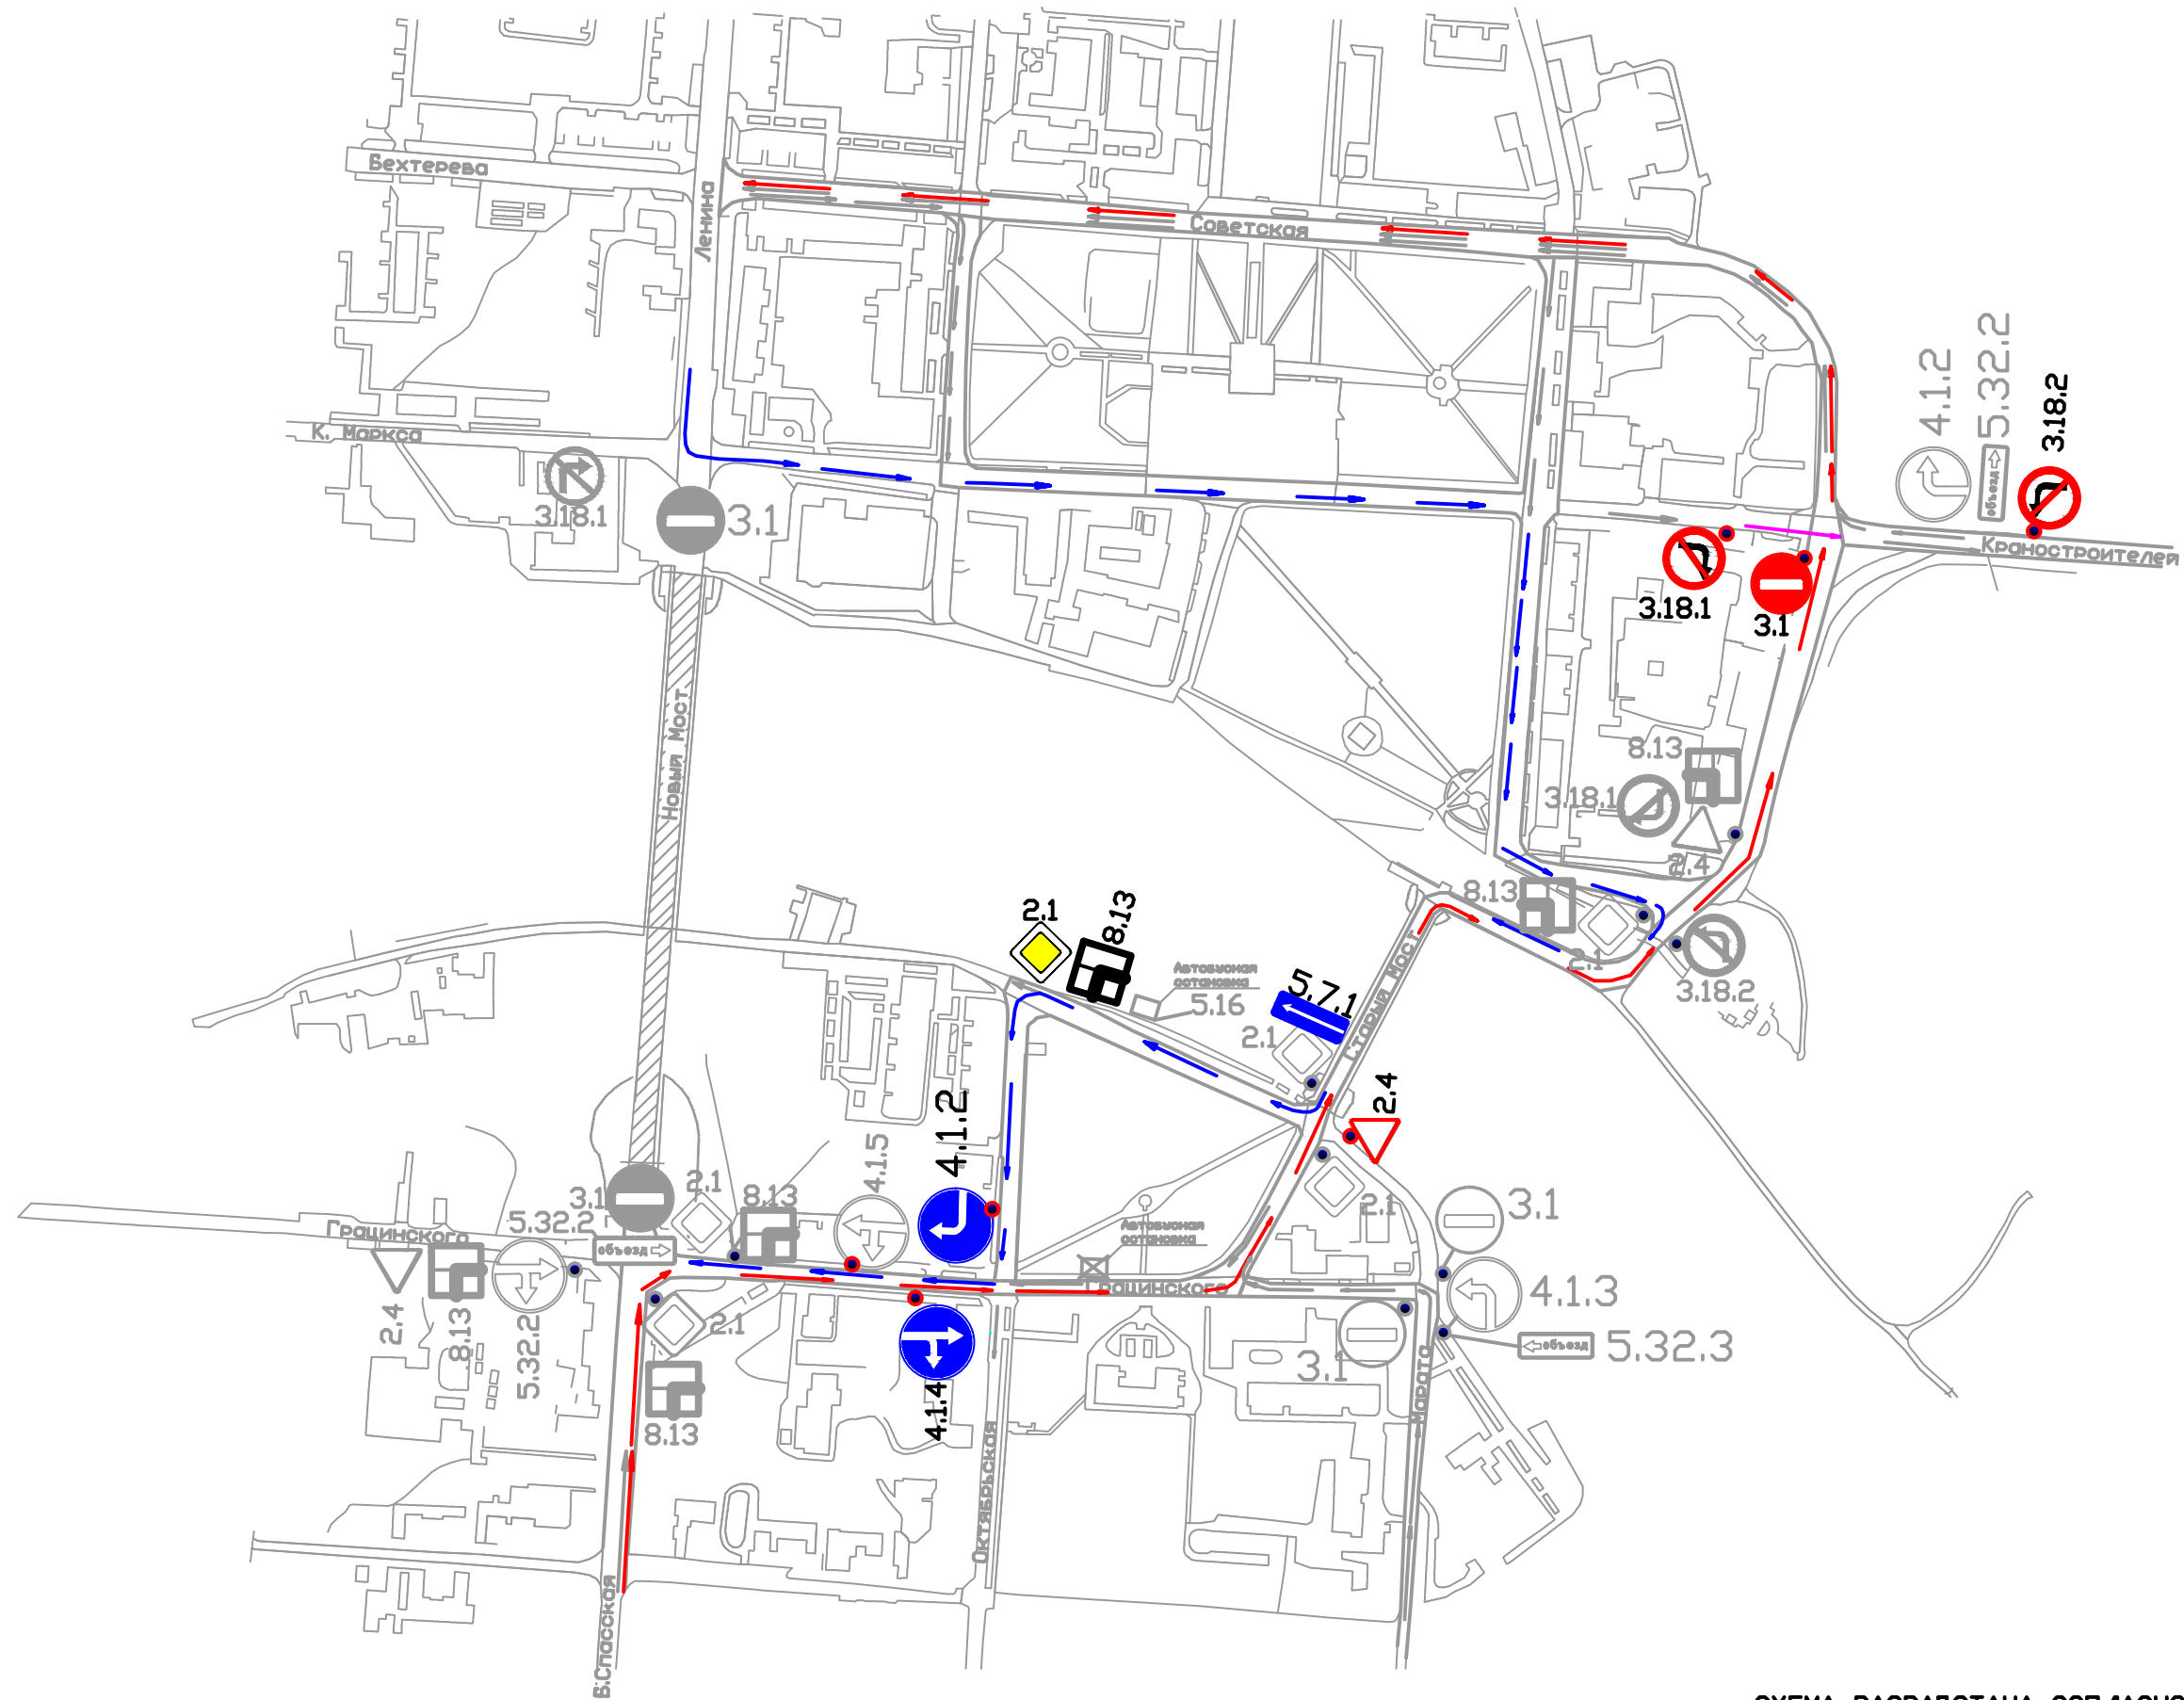 Бехтерева
Ленина
Советская
К. Маркса
3.18.1
3.1
4.1.2
5.32.2
объезд
3.18.2
Краностроителей
3.18.1
3.1
Новый Мост
8.13
3.18.1
2.4
8.13
2.1
3.18.2
2.1
8.13
Автобусная
остановка
5.16
5.7.1
2.1
Старый Мост
2.4
4.1.2
4.1.5
2.1
8.13
3.1
5.32.2
объезд
Грацинского
2.4
8.13
5.32.2
2.1
8.13
4.1.4
Автобусная
остановка
Грацинского
2.1
3.1
4.1.3
объезд
5.32.3
3.1
Марата
Октябрьская
Б.Спасская